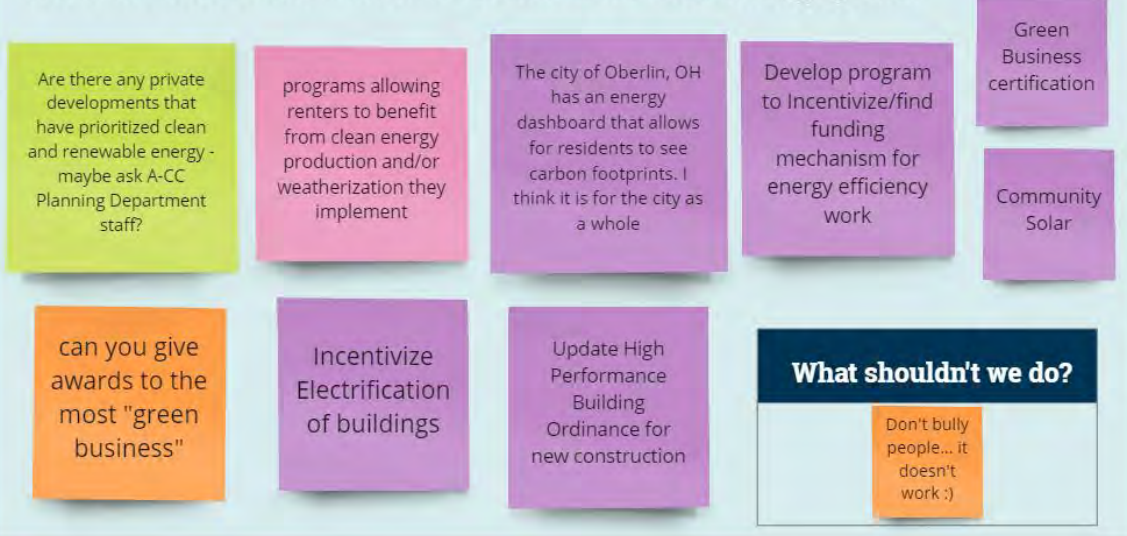 Are there any private
developments that
have prioritized clean
and renewable energy -
maybe ask A-CC
Planning Department
staff?
programs allowing
renters to benefit
from clean energy
production and/or
weatherization they
implement
The city of Oberlin, OH
has an energy
dashboard that allows
for residents to see
carbon footprints. I
think it is for the city as
a whole
Develop program
to Incentivize/find
funding
mechanism for
energy efficiency
work
Green
Business
certification
Community
Solar
can you give
awards to the
most "green
business"
Incentivize
Electrification
of buildings
Update High
Performance
Building
Ordinance for
new construction
What shouldn't we do?
Don't bully
people... it
doesn't
work :)